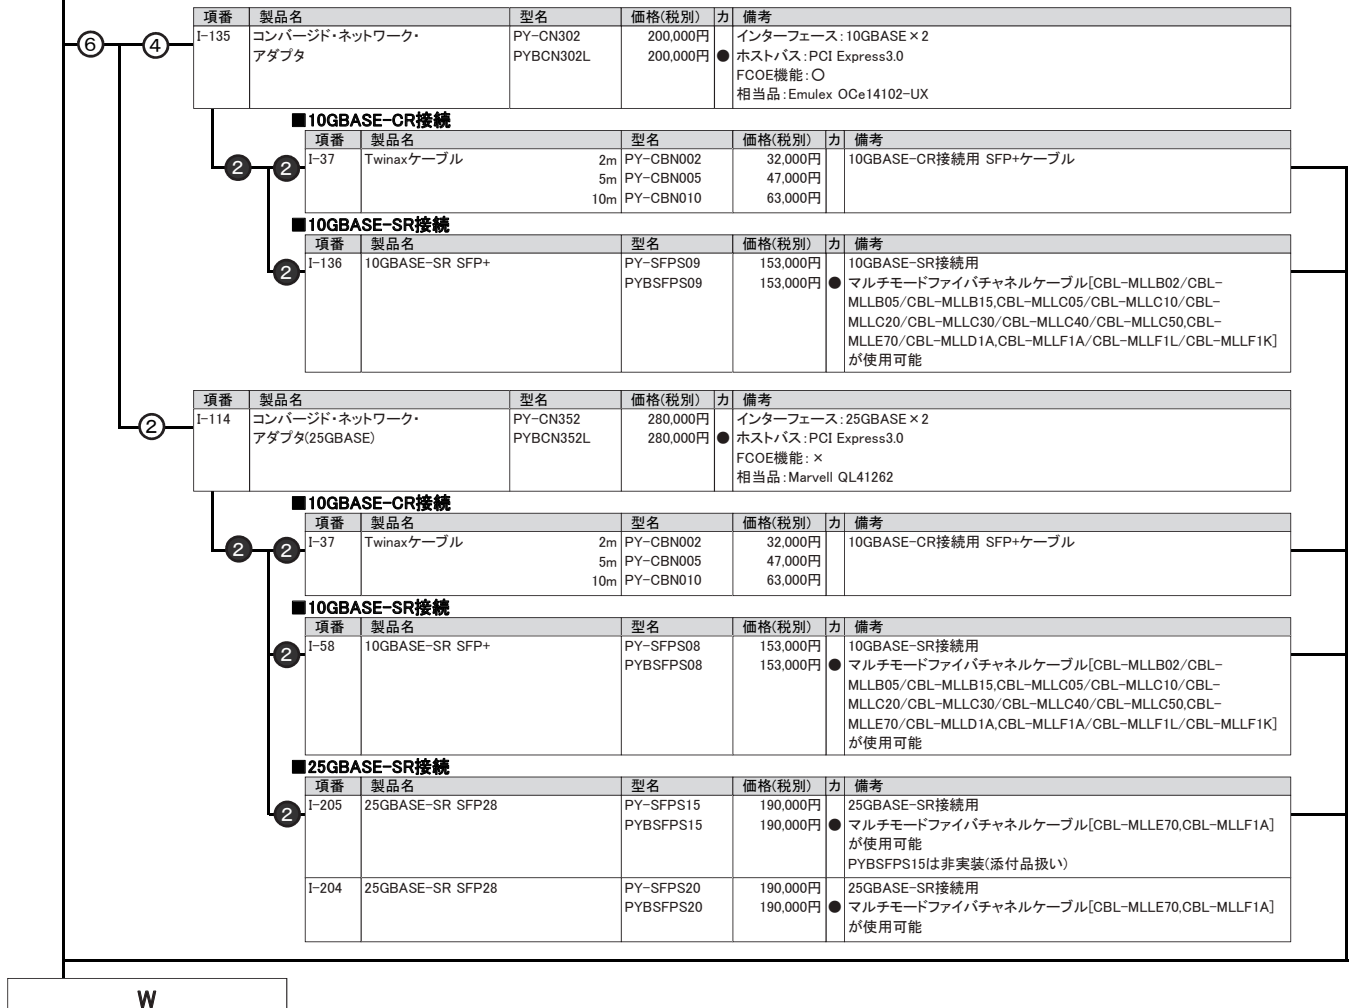 項番 製品名 型名 価格(税別) カ 備考
⑥ ④ I-135 コンバージド・ネットワーク・ PY-CN302 200,000円 インターフェース：10GBASE×2
アダプタ PYBCN302L 200,000円 ● ホストバス：PCI Express3.0
FCOE機能：○
相当品：Emulex OCe14102-UX
■10GBASE-CR接続
項番 製品名 型名 価格(税別) カ 備考
❷ ❷ I-37 Twinaxケーブル 2m PY-CBN002 32,000円 10GBASE-CR接続用 SFP+ケーブル
5m PY-CBN005 47,000円
10m PY-CBN010 63,000円
■10GBASE-SR接続
項番 製品名 型名 価格(税別) カ 備考
❷ I-136 10GBASE-SR SFP+ PY-SFPS09 153,000円 10GBASE-SR接続用
PYBSFPS09 153,000円 ● マルチモードファイバチャネルケーブル[CBL-MLLB02/CBL-
MLLB05/CBL-MLLB15,CBL-MLLC05/CBL-MLLC10/CBL-
MLLC20/CBL-MLLC30/CBL-MLLC40/CBL-MLLC50,CBL-
MLLE70/CBL-MLLD1A,CBL-MLLF1A/CBL-MLLF1L/CBL-MLLF1K]
が使用可能
項番 製品名 型名 価格(税別) カ 備考
② I-114 コンバージド・ネットワーク・ PY-CN352 280,000円 インターフェース：25GBASE×2
アダプタ(25GBASE) PYBCN352L 280,000円 ● ホストバス：PCI Express3.0
FCOE機能：×
相当品：Marvell QL41262
■10GBASE-CR接続
項番 製品名 型名 価格(税別) カ 備考
❷ ❷ I-37 Twinaxケーブル 2m PY-CBN002 32,000円 10GBASE-CR接続用 SFP+ケーブル
5m PY-CBN005 47,000円
10m PY-CBN010 63,000円
■10GBASE-SR接続
項番 製品名 型名 価格(税別) カ 備考
❷ I-58 10GBASE-SR SFP+ PY-SFPS08 153,000円 10GBASE-SR接続用
PYBSFPS08 153,000円 ● マルチモードファイバチャネルケーブル[CBL-MLLB02/CBL-
MLLB05/CBL-MLLB15,CBL-MLLC05/CBL-MLLC10/CBL-
MLLC20/CBL-MLLC30/CBL-MLLC40/CBL-MLLC50,CBL-
MLLE70/CBL-MLLD1A,CBL-MLLF1A/CBL-MLLF1L/CBL-MLLF1K]
が使用可能
■25GBASE-SR接続
項番 製品名 型名 価格(税別) カ 備考
❷ I-205 25GBASE-SR SFP28 PY-SFPS15 190,000円 25GBASE-SR接続用
PYBSFPS15 190,000円 ● マルチモードファイバチャネルケーブル[CBL-MLLE70,CBL-MLLF1A]
が使用可能
PYBSFPS15は非実装(添付品扱い)
I-204 25GBASE-SR SFP28 PY-SFPS20 190,000円 25GBASE-SR接続用
PYBSFPS20 190,000円 ● マルチモードファイバチャネルケーブル[CBL-MLLE70,CBL-MLLF1A]
が使用可能
W